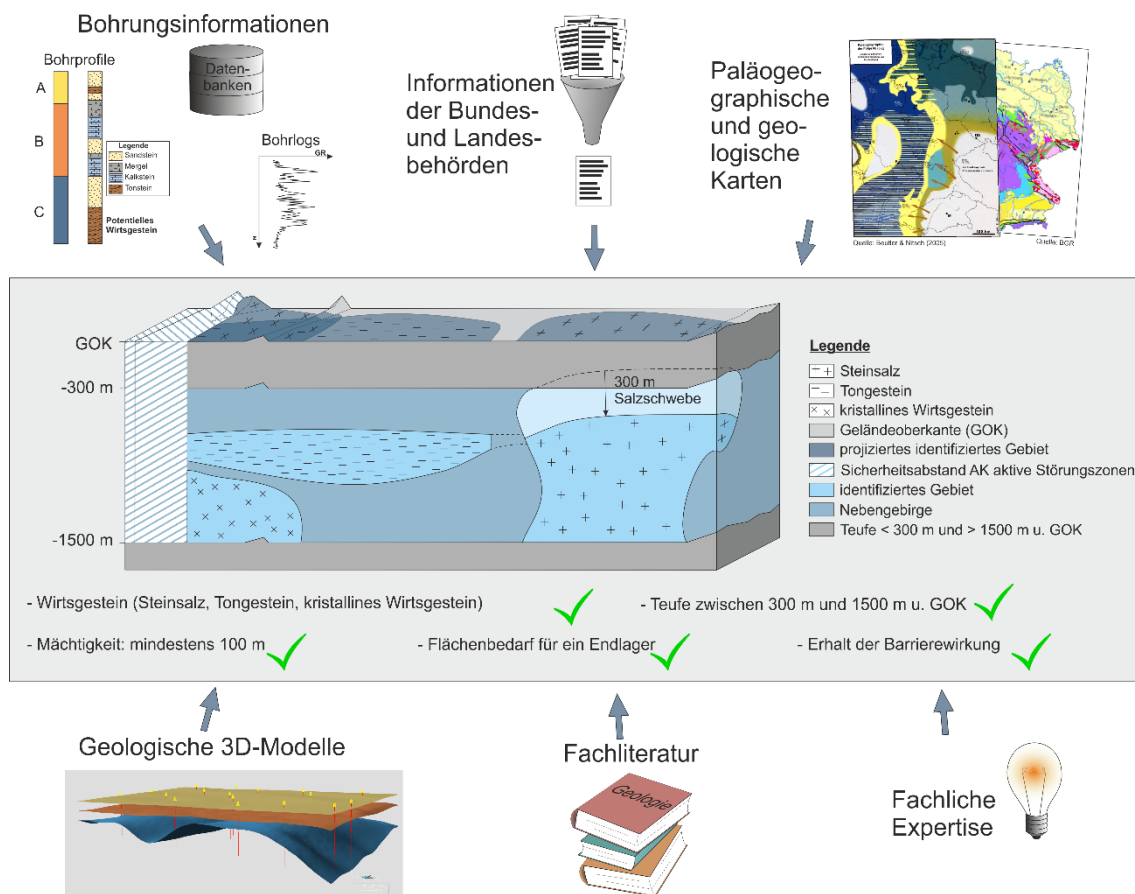 Bohrungsinformationen
Bohrprofile
A
B
C
Legende
Sandstein
Mergel
Kalkstein
Tonstein
Potentielles
Wirtsgestein
Daten-
banken
Bohrlogs
GR
z
Informationen
der Bundes-
und Landes-
behörden
Paläogeo-
graphische
und geo-
logische
Karten
Quelle: Beutler & Nitsch (2005)
Quelle: BGR
GOK
-300 m
-1500 m
300 m
Salzschwebe
Legende
Steinsalz
Tongestein
kristallines Wirtsgestein
Geländeoberkante (GOK)
projiziertes identifiziertes Gebiet
Sicherheitsabstand AK aktive Störungszonen
identifiziertes Gebiet
Nebengebirge
Teufe < 300 m und > 1500 m u. GOK
- Wirtsgestein (Steinsalz, Tongestein, kristallines Wirtsgestein)
- Teufe zwischen 300 m und 1500 m u. GOK
- Mächtigkeit: mindestens 100 m
- Flächenbedarf für ein Endlager
- Erhalt der Barrierewirkung
Geologische 3D-Modelle
Fachliteratur
Geologie
Fachliche
Expertise